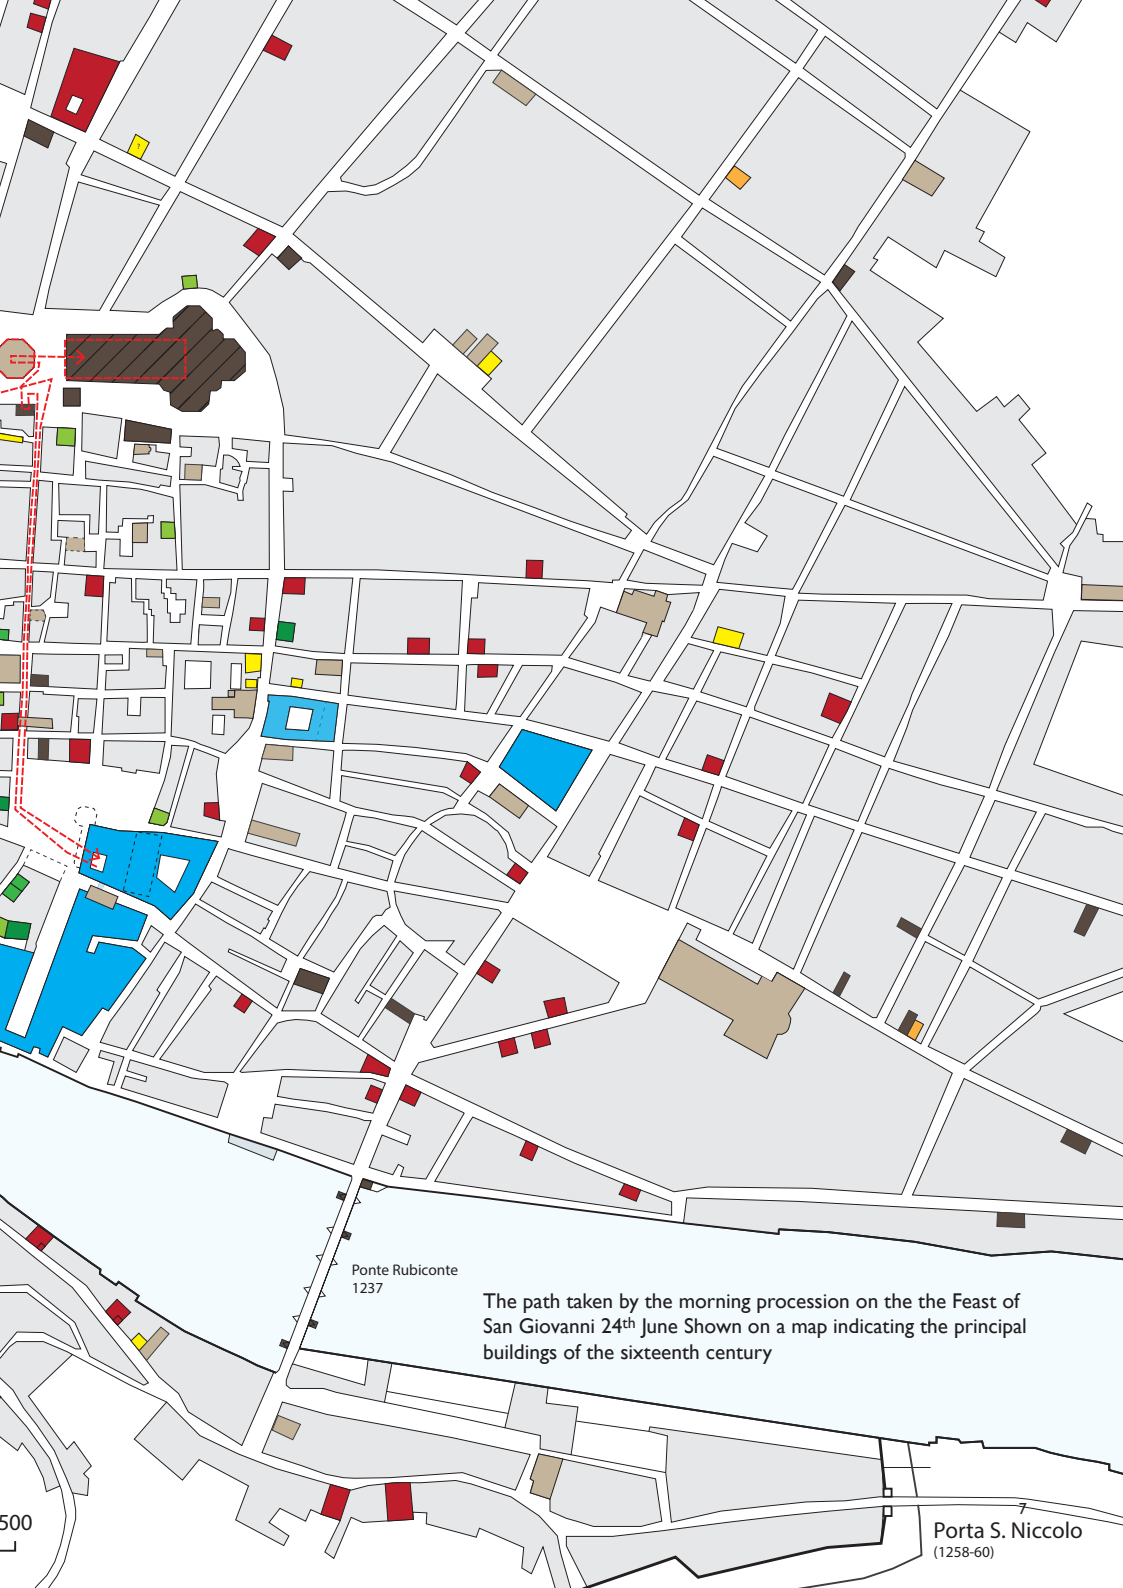 ?
Ponte Rubiconte
1237
The path taken by the morning procession on the the Feast of
San Giovanni 24th June Shown on a map indicating the principal
buildings of the sixteenth century
500
7
Porta S. Niccolo
(1258-60)